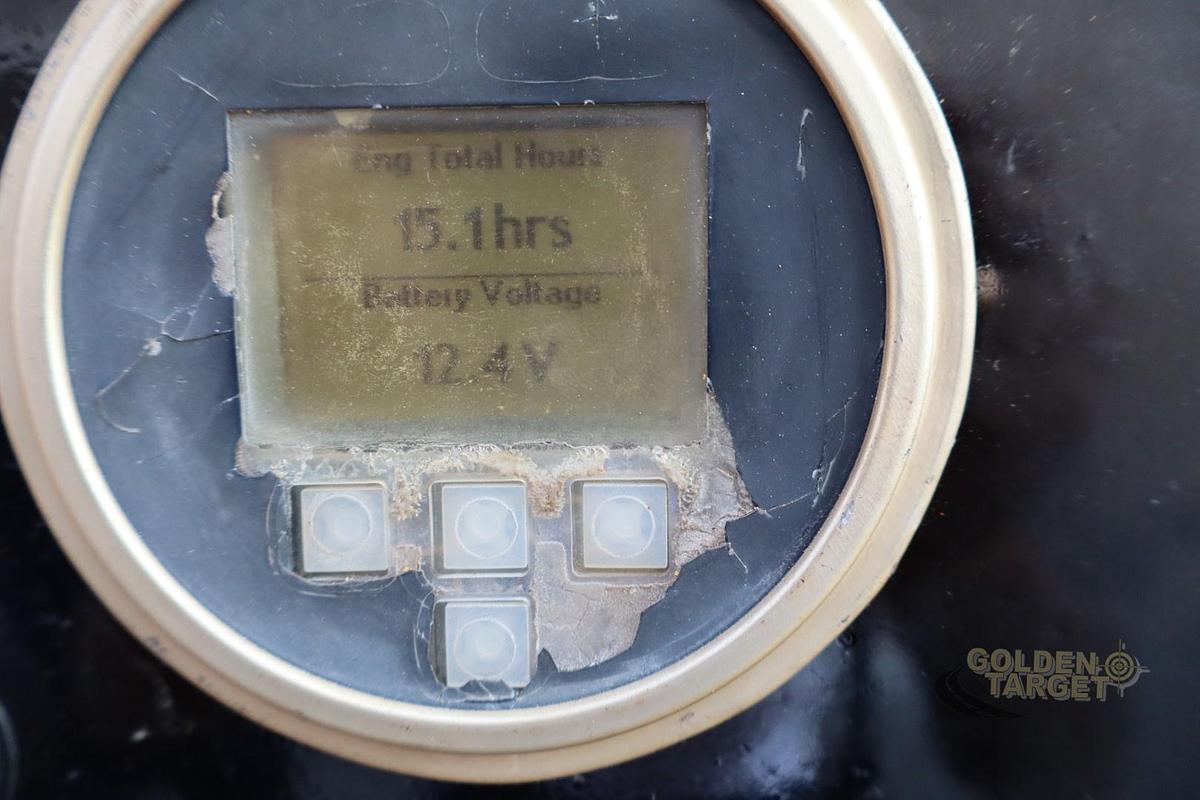 Eng Total Hours
15.1hrs
Battery Voltage
12.4V
GOLDEN
TARGET